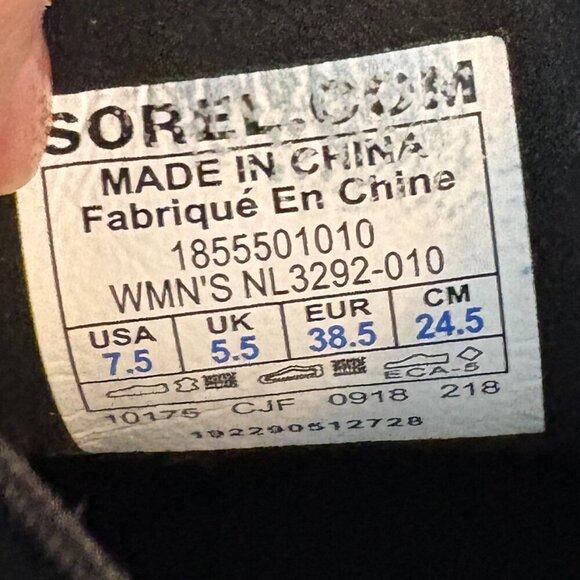 SOREL.COM
MADE IN CHINA
Fabriqué En Chine
1855501010
WMN'S NL3292-010
USA UK EUR CM
7.5 5.5 38.5 24.5
ECA-5
10175 CJF 0918 218
192290512728